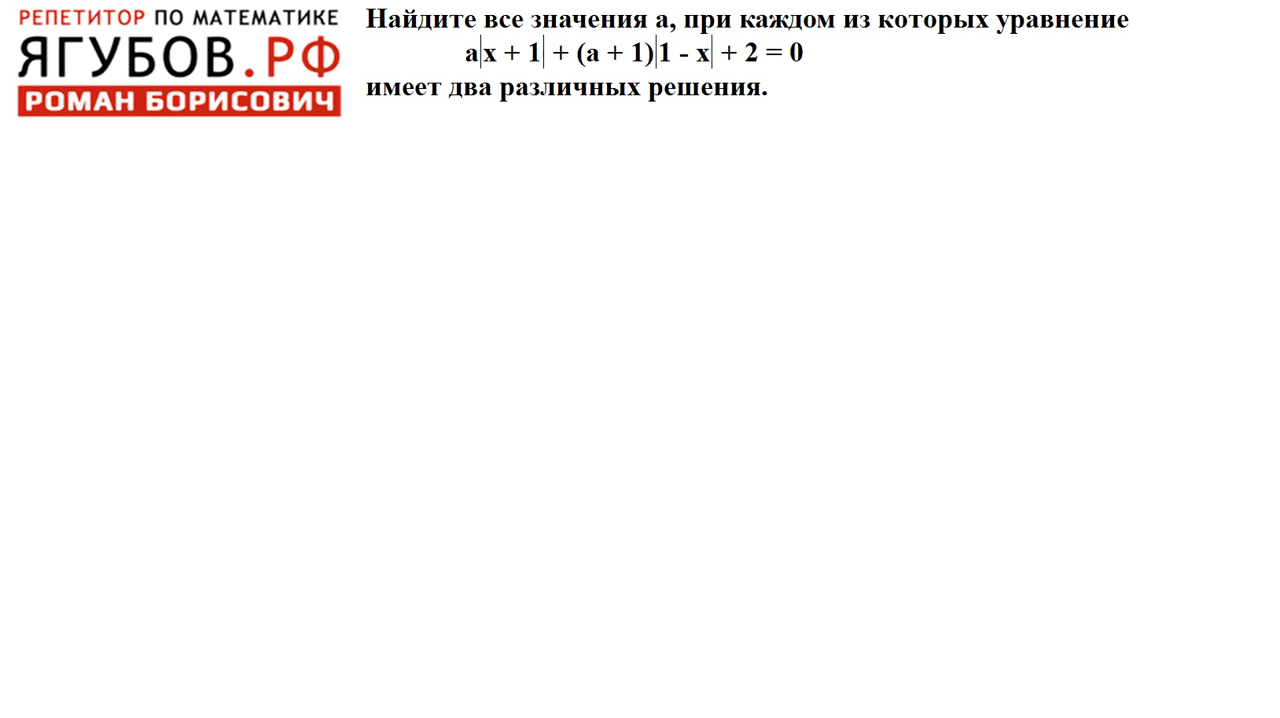 РЕПЕТИТОР ПО МАТЕМАТИКЕ
ЯГУБОВ.РФ
РОМАН БОРИСОВИЧ
Найдите все значения а, при каждом из которых уравнение
a|x + 1| + (a + 1)|1 - x| + 2 = 0
имеет два различных решения.